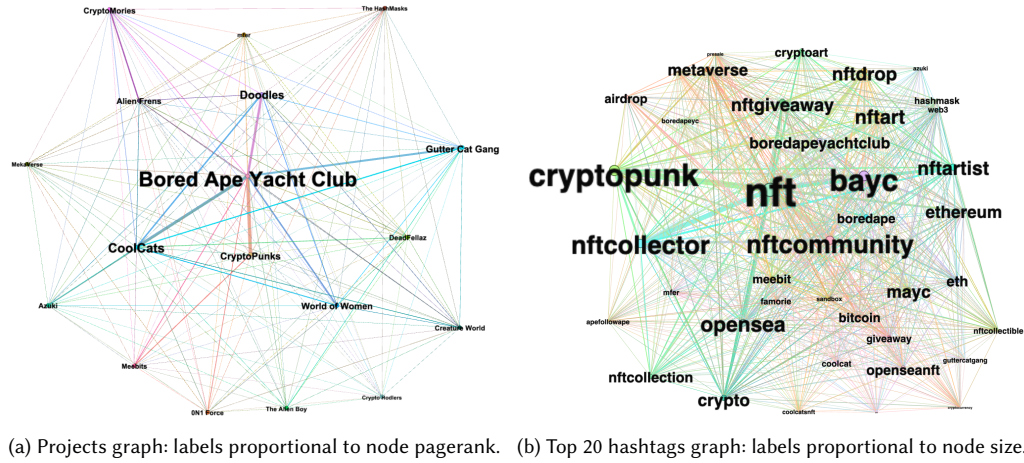 CryptoMories
The HashMasks
mfer
Alien Frens
Doodles
Gutter Cat Gang
MekaVerse
Bored Ape Yacht Club
CoolCats
DeadFellaz
CryptoPunks
Azuki
World of Women
Creature World
Meebits
Crypto Hodlers
0N1 Force
The Alien Boy
presale
cryptoart
metaverse
nftdrop
azuki
airdrop
nftgiveaway
hashmask
web3
boredapeyc
nftart
boredapeyachtclub
cryptopunk
nft
bayc
nftartist
boredape
ethereum
nftcollector
nftcommunity
meebit
eth
mfer
famorie
sandbox
mayc
apefollowape
opensea
bitcoin
nftcollectible
giveaway
coolcat
guttercatgang
nftcollection
openseanft
crypto
coolcatsnft
cryptocurrency
(a) Projects graph: labels proportional to node pagerank.
(b) Top 20 hashtags graph: labels proportional to node size.